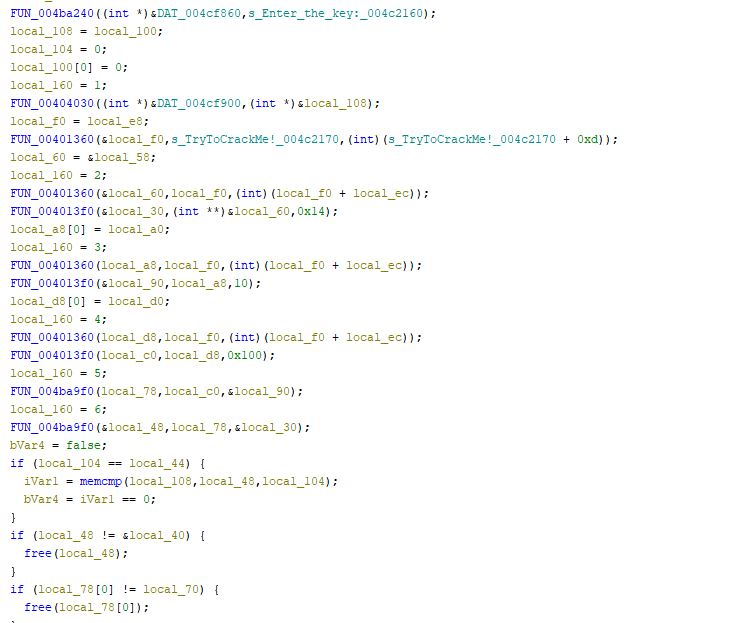 FUN_004ba240((int *)&DAT_004cf860,s_Enter_the_key:_004c2160);
local_108 = local_100;
local_104 = 0;
local_100[0] = 0;
local_160 = 1;
FUN_00404030((int *)&DAT_004cf900,(int *)&local_108);
local_f0 = local_e8;
FUN_00401360(&local_f0,s_TryToCrackMe!_004c2170,(int)(s_TryToCrackMe!_004c2170 + 0xd));
local_60 = &local_58;
local_160 = 2;
FUN_00401360(&local_60,local_f0,(int)(local_f0 + local_ec));
FUN_004013f0(&local_30,(int **)&local_60,0x14);
local_a8[0] = local_a0;
local_160 = 3;
FUN_00401360(local_a8,local_f0,(int)(local_f0 + local_ec));
FUN_004013f0(&local_90,local_a8,10);
local_d8[0] = local_d0;
local_160 = 4;
FUN_00401360(local_d8,local_f0,(int)(local_f0 + local_ec));
FUN_004013f0(local_c0,local_d8,0x100);
local_160 = 5;
FUN_004ba9f0(local_78,local_c0,&local_90);
local_160 = 6;
FUN_004ba9f0(&local_48,local_78,&local_30);
bVar4 = false;
if (local_104 == local_44) {
iVar1 = memcmp(local_108,local_48,local_104);
bVar4 = iVar1 == 0;
}
if (local_48 != &local_40) {
free(local_48);
}
if (local_78[0] != local_70) {
free(local_78[0]);